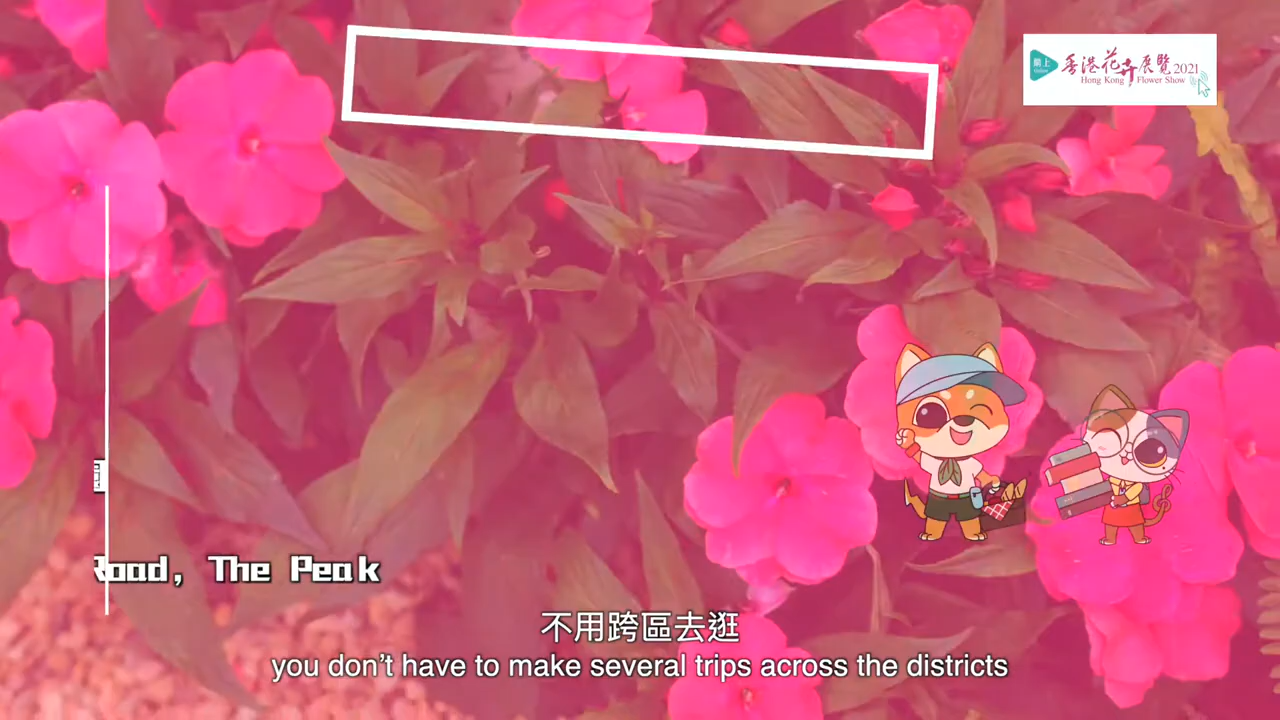 線上
Online
香港花卉展覽2021
Hong Kong Flower Show
Road, The Peak
不用跨區去逛
you don't have to make several trips across the districts